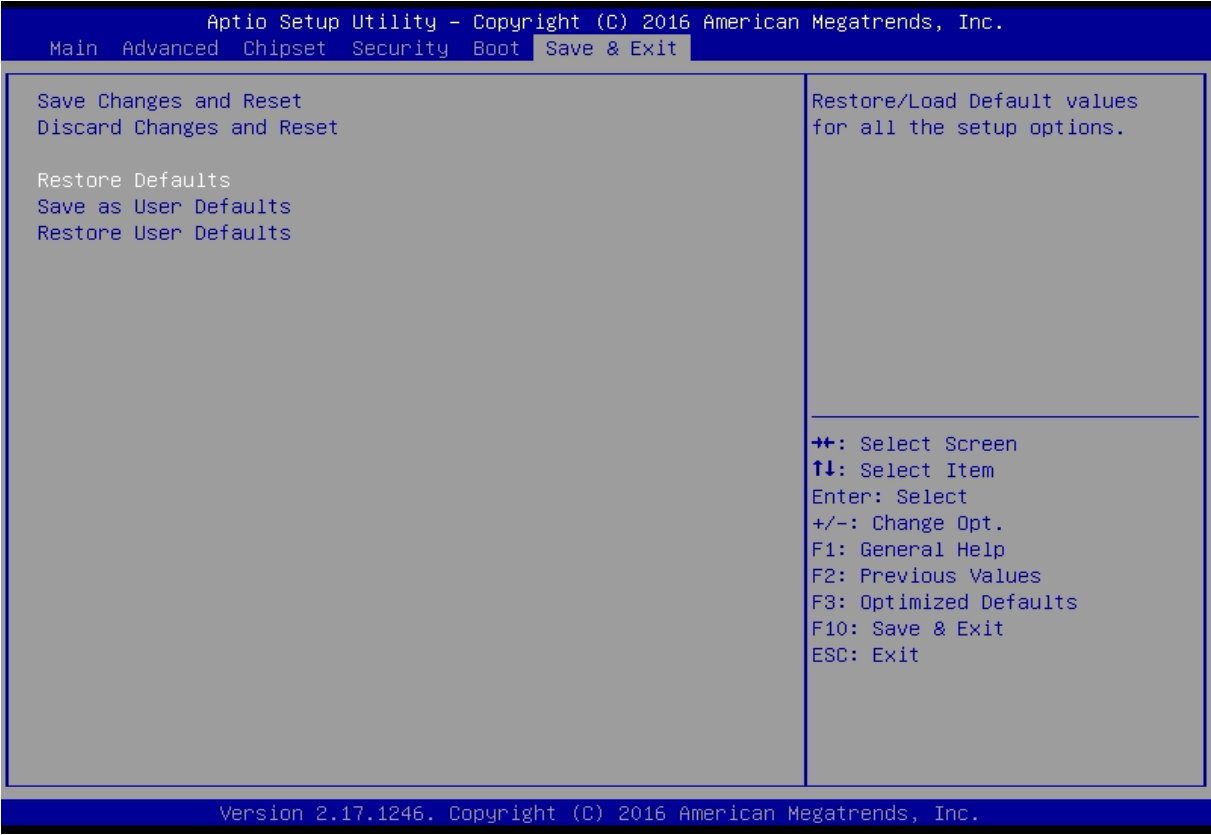 Aptio Setup Utility – Copyright (C) 2016 American Megatrends, Inc.
Main Advanced Chipset Security Boot Save & Exit
Save Changes and Reset
Discard Changes and Reset
Restore Defaults
Save as User Defaults
Restore User Defaults
Restore/Load Default values
for all the setup options.
→←: Select Screen
↑↓: Select Item
Enter: Select
+/-: Change Opt.
F1: General Help
F2: Previous Values
F3: Optimized Defaults
F10: Save & Exit
ESC: Exit
Version 2.17.1246. Copyright (C) 2016 American Megatrends, Inc.